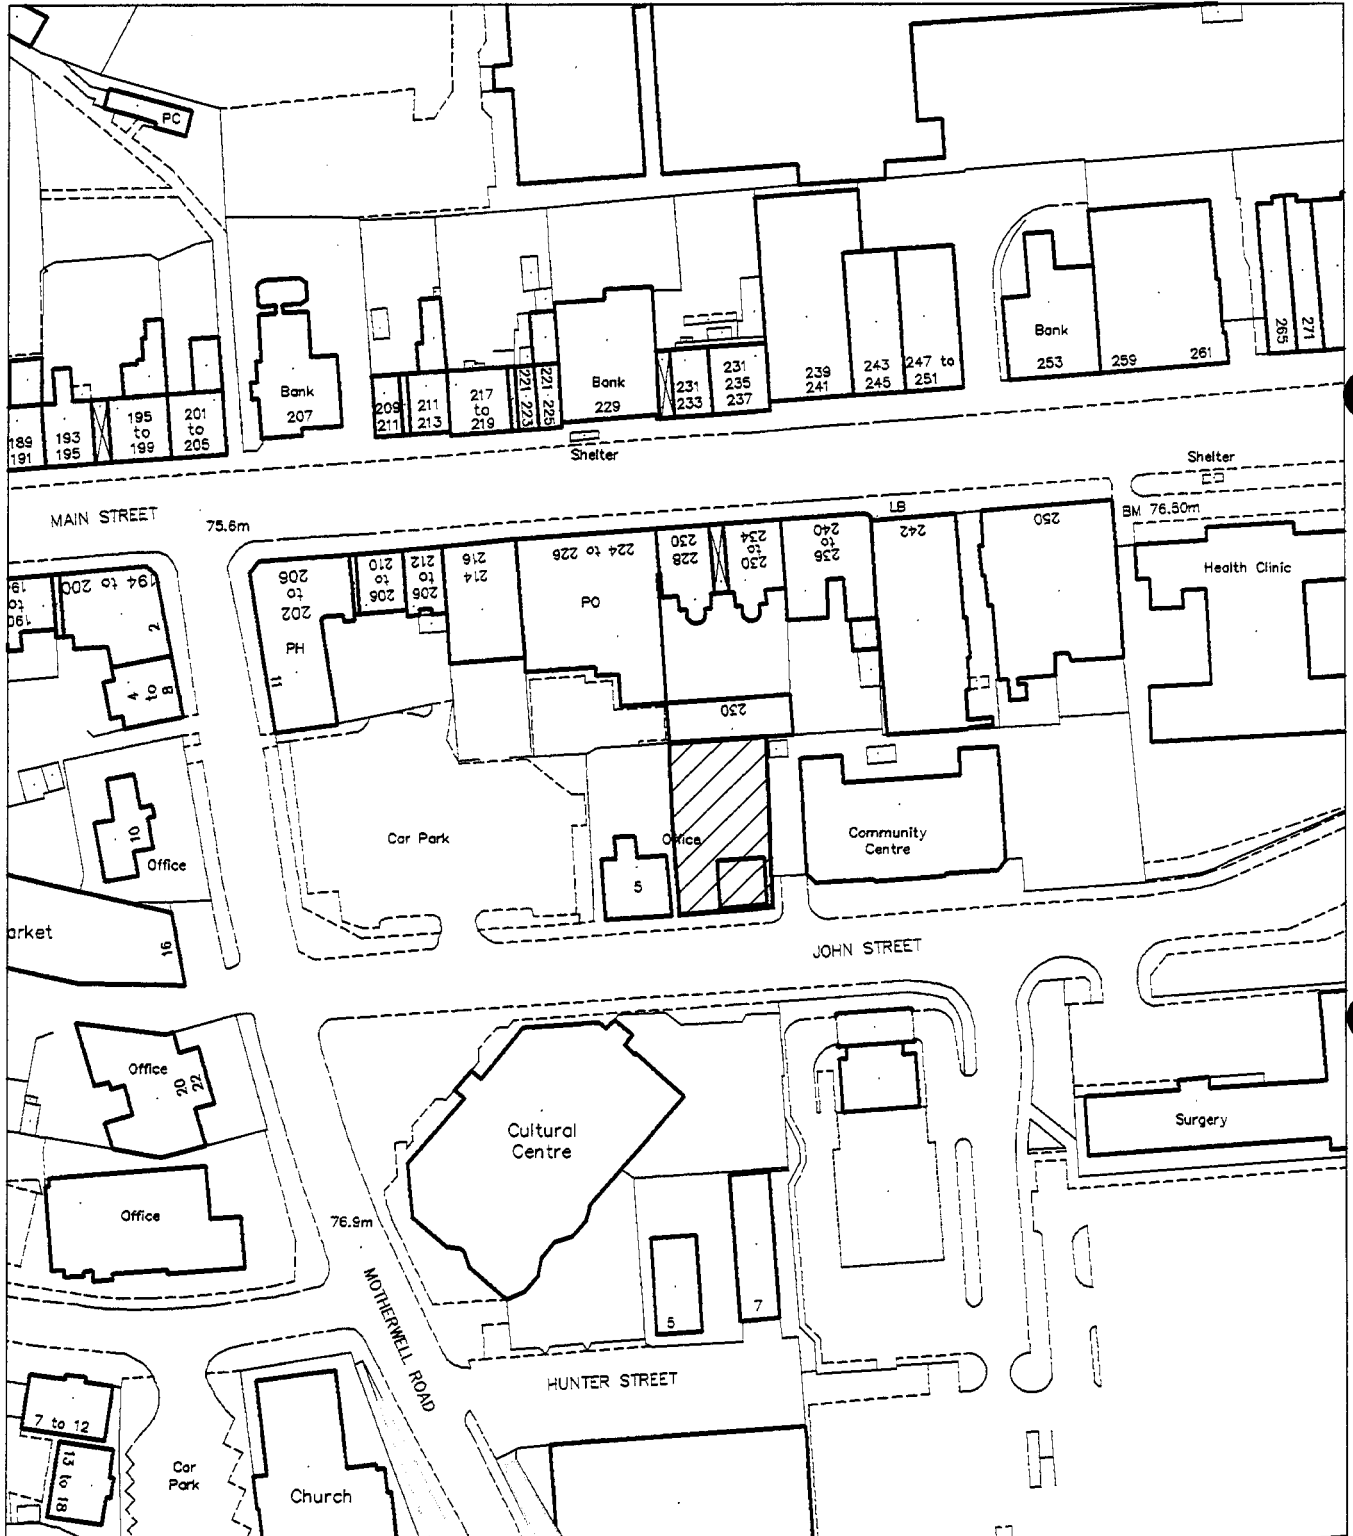 PC
Bank
207
189
191
193
195
195
to
199
201
to
205
209
211
211
213
217
to
219
221-223
221-225
Bank
229
231
233
231
235
237
239
241
243
245
247 to
251
Bank
253
259
261
265
271
Shelter
Shelter
MAIN STREET
75.6m
LB
BM 76.50m
194 to 200
2
4
to
8
206
to
202
PH
11
210
to
206
212
to
206
216
214
224 to 226
PO
230
228
234
to
230
240
to
236
242
250
Health Clinic
230
10
Office
Car Park
Office
5
Community
Centre
arket
16
JOHN STREET
Office
20
22
Cultural
Centre
Surgery
Office
76.9m
MOTHERWELL ROAD
5
7
HUNTER STREET
7 to 12
13 to 18
Car
Park
Church